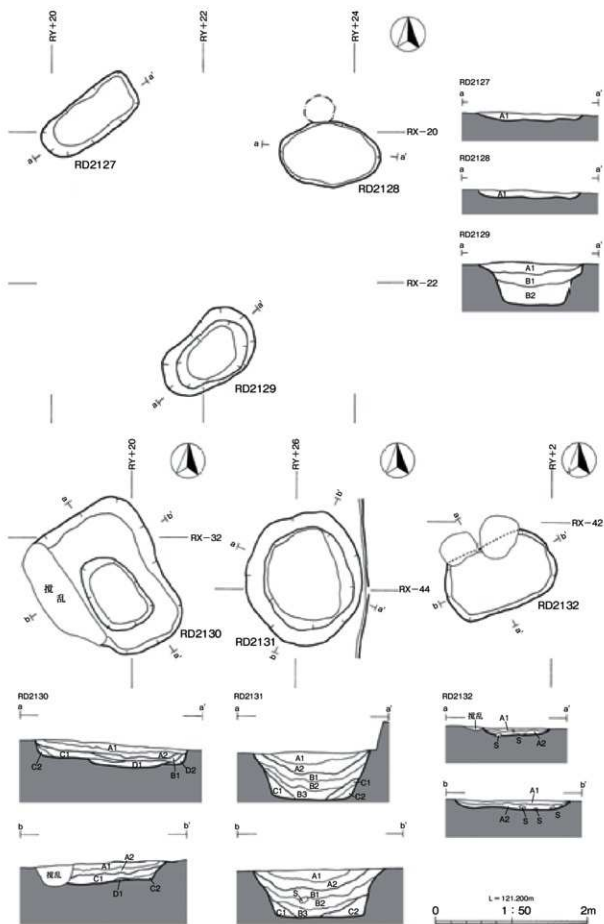 RY+20
RY+22
RY+24
a
a'
RD2127
a
a'
RD2128
RX-20
RD2127
a
a'
A1
RD2128
a
a'
A1
RD2129
a
a'
A1
B1
B2
RX-22
a
a'
RD2129
RY+20
RY+26
RY+2
a
b'
RX-32
撹乱
b
a'
RD2130
a
b'
RX-44
a'
b
RD2131
a
RX-42
b'
b
a'
RD2132
RD2130
a
a'
A1
C1
A2
C2
D1
B1
D2
b
b'
A2
A1
撹乱
D1
C2
RD2131
a
a'
A1
A2
B1
B2
C1
C1
B3
C2
b
b'
A1
A2
S
B1
B2
C1
B3
C2
RD2132
a
a'
撹乱
A1
S
S
A2
b
b'
A1
A2
S
S
S
L=121.200m
0
1:50
2m